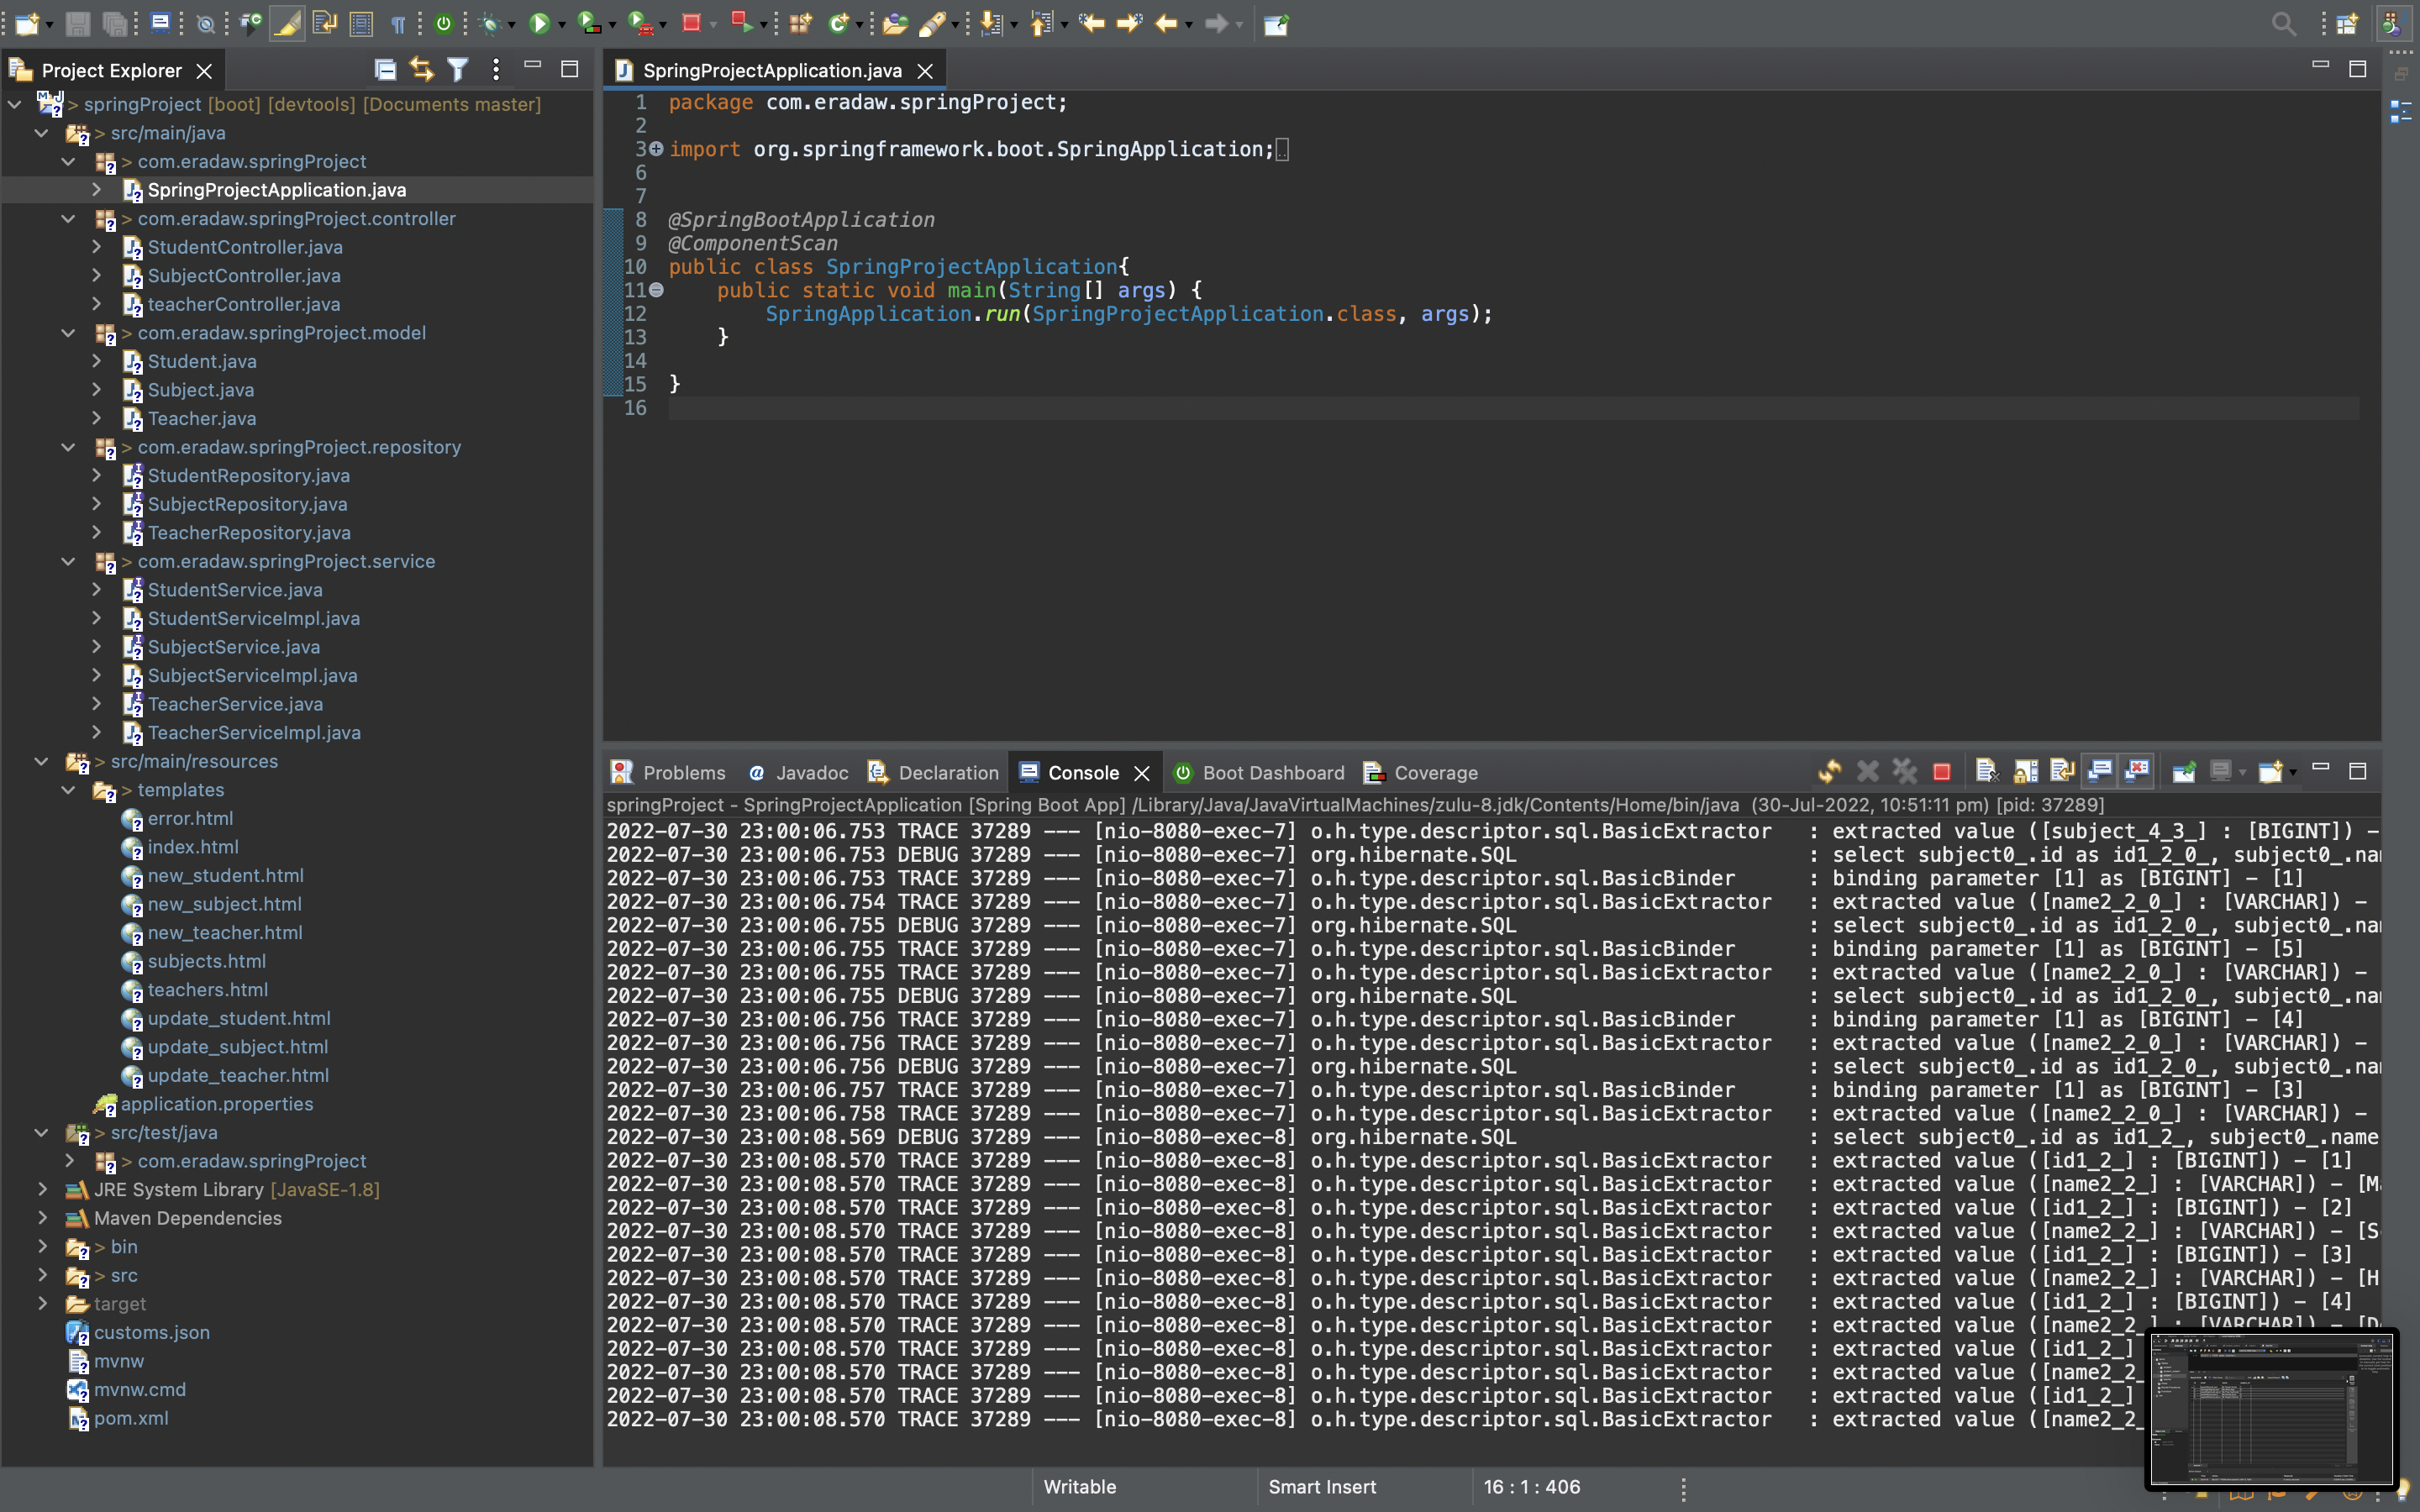 Project Explorer
> springProject [boot] [devtools] [Documents master]
> src/main/java
> com.eradaw.springProject
SpringProjectApplication.java
> com.eradaw.springProject.controller
StudentController.java
SubjectController.java
teacherController.java
> com.eradaw.springProject.model
Student.java
Subject.java
Teacher.java
> com.eradaw.springProject.repository
StudentRepository.java
SubjectRepository.java
TeacherRepository.java
> com.eradaw.springProject.service
StudentService.java
StudentServiceImpl.java
SubjectService.java
SubjectServiceImpl.java
TeacherService.java
TeacherServiceImpl.java
> src/main/resources
> templates
error.html
index.html
new_student.html
new_subject.html
new_teacher.html
subjects.html
teachers.html
update_student.html
update_subject.html
update_teacher.html
application.properties
> src/test/java
> com.eradaw.springProject
JRE System Library [JavaSE-1.8]
Maven Dependencies
> bin
> src
target
customs.json
mvnw
mvnw.cmd
pom.xml
SpringProjectApplication.java
1 package com.eradaw.springProject;
2
3 import org.springframework.boot.SpringApplication;
6
7
8 @SpringBootApplication
9 @ComponentScan
10 public class SpringProjectApplication{
11 public static void main(String[] args) {
12 SpringApplication.run(SpringProjectApplication.class, args);
13 }
14
15 }
16
Problems Javadoc Declaration Console Boot Dashboard Coverage
springProject - SpringProjectApplication [Spring Boot App] /Library/Java/JavaVirtualMachines/zulu-8.jdk/Contents/Home/bin/java (30-Jul-2022, 10:51:11 pm) [pid: 37289]
2022-07-30 23:00:06.753 TRACE 37289 --- [nio-8080-exec-7] o.h.type.descriptor.sql.BasicExtractor : extracted value ([subject_4_3_] : [BIGINT]) -
2022-07-30 23:00:06.753 DEBUG 37289 --- [nio-8080-exec-7] org.hibernate.SQL : select subject0_.id as id1_2_0_, subject0_.na
2022-07-30 23:00:06.753 TRACE 37289 --- [nio-8080-exec-7] o.h.type.descriptor.sql.BasicBinder : binding parameter [1] as [BIGINT] - [1]
2022-07-30 23:00:06.754 TRACE 37289 --- [nio-8080-exec-7] o.h.type.descriptor.sql.BasicExtractor : extracted value ([name2_2_0_] : [VARCHAR]) -
2022-07-30 23:00:06.755 DEBUG 37289 --- [nio-8080-exec-7] org.hibernate.SQL : select subject0_.id as id1_2_0_, subject0_.na
2022-07-30 23:00:06.755 TRACE 37289 --- [nio-8080-exec-7] o.h.type.descriptor.sql.BasicBinder : binding parameter [1] as [BIGINT] - [5]
2022-07-30 23:00:06.755 TRACE 37289 --- [nio-8080-exec-7] o.h.type.descriptor.sql.BasicExtractor : extracted value ([name2_2_0_] : [VARCHAR]) -
2022-07-30 23:00:06.755 DEBUG 37289 --- [nio-8080-exec-7] org.hibernate.SQL : select subject0_.id as id1_2_0_, subject0_.na
2022-07-30 23:00:06.756 TRACE 37289 --- [nio-8080-exec-7] o.h.type.descriptor.sql.BasicBinder : binding parameter [1] as [BIGINT] - [4]
2022-07-30 23:00:06.756 TRACE 37289 --- [nio-8080-exec-7] o.h.type.descriptor.sql.BasicExtractor : extracted value ([name2_2_0_] : [VARCHAR]) -
2022-07-30 23:00:06.756 DEBUG 37289 --- [nio-8080-exec-7] org.hibernate.SQL : select subject0_.id as id1_2_0_, subject0_.na
2022-07-30 23:00:06.757 TRACE 37289 --- [nio-8080-exec-7] o.h.type.descriptor.sql.BasicBinder : binding parameter [1] as [BIGINT] - [3]
2022-07-30 23:00:06.758 TRACE 37289 --- [nio-8080-exec-7] o.h.type.descriptor.sql.BasicExtractor : extracted value ([name2_2_0_] : [VARCHAR]) -
2022-07-30 23:00:08.569 DEBUG 37289 --- [nio-8080-exec-8] org.hibernate.SQL : select subject0_.id as id1_2_, subject0_.name
2022-07-30 23:00:08.570 TRACE 37289 --- [nio-8080-exec-8] o.h.type.descriptor.sql.BasicExtractor : extracted value ([id1_2_] : [BIGINT]) - [1]
2022-07-30 23:00:08.570 TRACE 37289 --- [nio-8080-exec-8] o.h.type.descriptor.sql.BasicExtractor : extracted value ([name2_2_] : [VARCHAR]) - [Ma
2022-07-30 23:00:08.570 TRACE 37289 --- [nio-8080-exec-8] o.h.type.descriptor.sql.BasicExtractor : extracted value ([id1_2_] : [BIGINT]) - [2]
2022-07-30 23:00:08.570 TRACE 37289 --- [nio-8080-exec-8] o.h.type.descriptor.sql.BasicExtractor : extracted value ([name2_2_] : [VARCHAR]) - [S
2022-07-30 23:00:08.570 TRACE 37289 --- [nio-8080-exec-8] o.h.type.descriptor.sql.BasicExtractor : extracted value ([id1_2_] : [BIGINT]) - [3]
2022-07-30 23:00:08.570 TRACE 37289 --- [nio-8080-exec-8] o.h.type.descriptor.sql.BasicExtractor : extracted value ([name2_2_] : [VARCHAR]) - [H
2022-07-30 23:00:08.570 TRACE 37289 --- [nio-8080-exec-8] o.h.type.descriptor.sql.BasicExtractor : extracted value ([id1_2_] : [BIGINT]) - [4]
2022-07-30 23:00:08.570 TRACE 37289 --- [nio-8080-exec-8] o.h.type.descriptor.sql.BasicExtractor : extracted value ([name2_2_] : [VARCHAR]) - [D
2022-07-30 23:00:08.570 TRACE 37289 --- [nio-8080-exec-8] o.h.type.descriptor.sql.BasicExtractor : extracted value ([id1_2_]
2022-07-30 23:00:08.570 TRACE 37289 --- [nio-8080-exec-8] o.h.type.descriptor.sql.BasicExtractor : extracted value ([name2_2
2022-07-30 23:00:08.570 TRACE 37289 --- [nio-8080-exec-8] o.h.type.descriptor.sql.BasicExtractor : extracted value ([id1_2_]
2022-07-30 23:00:08.570 TRACE 37289 --- [nio-8080-exec-8] o.h.type.descriptor.sql.BasicExtractor : extracted value ([name2_2_
Writable Smart Insert 16 : 1 : 406